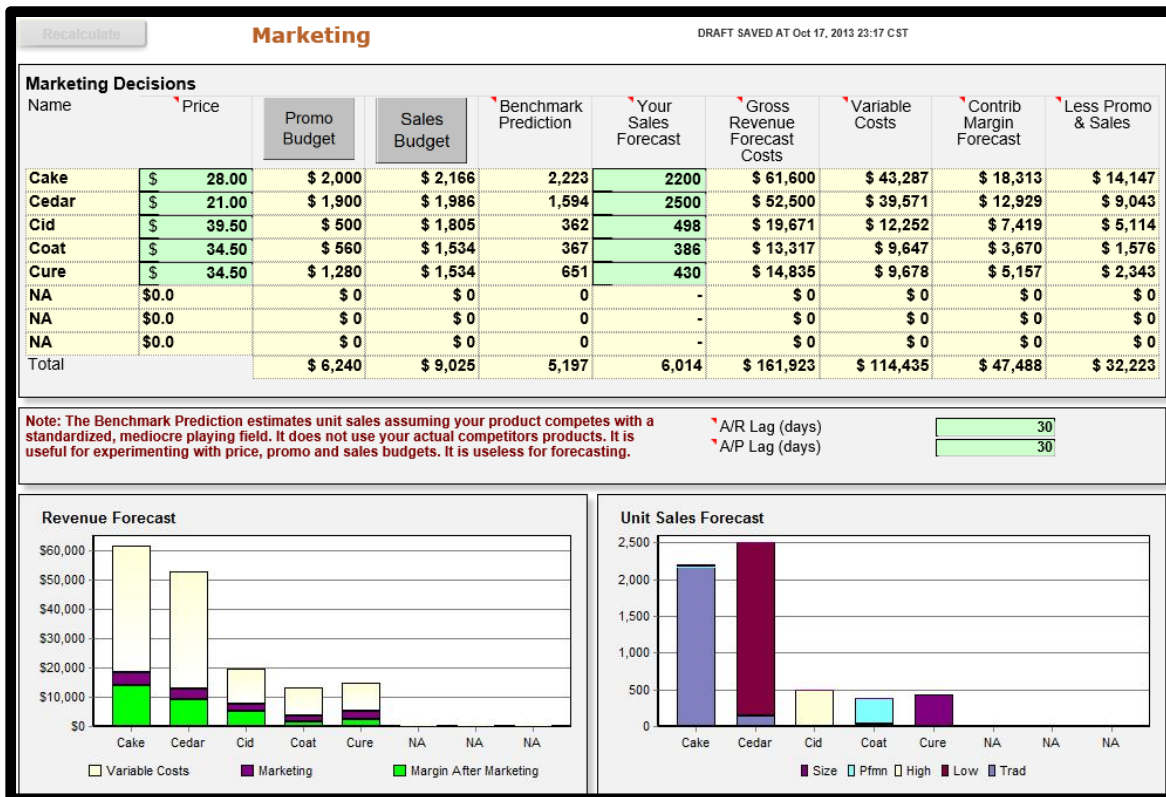 Recalculate
Marketing
DRAFT SAVED AT Oct 17, 2013 23:17 CST
Marketing Decisions
Name Price Promo Budget Sales Budget Benchmark Prediction Your Sales Forecast Gross Revenue Forecast Costs Variable Costs Contrib Margin Forecast Less Promo & Sales
Cake $ 28.00 $ 2,000 $ 2,166 2,223 2200 $ 61,600 $ 43,287 $ 18,313 $ 14,147
Cedar $ 21.00 $ 1,900 $ 1,986 1,594 2500 $ 52,500 $ 39,571 $ 12,929 $ 9,043
Cid $ 39.50 $ 500 $ 1,805 362 498 $ 19,671 $ 12,252 $ 7,419 $ 5,114
Coat $ 34.50 $ 560 $ 1,534 367 386 $ 13,317 $ 9,647 $ 3,670 $ 1,576
Cure $ 34.50 $ 1,280 $ 1,534 651 430 $ 14,835 $ 9,678 $ 5,157 $ 2,343
NA $0.0 $ 0 $ 0 0 - $ 0 $ 0 $ 0 $ 0
NA $0.0 $ 0 $ 0 0 - $ 0 $ 0 $ 0 $ 0
NA $0.0 $ 0 $ 0 0 - $ 0 $ 0 $ 0 $ 0
Total $ 6,240 $ 9,025 5,197 6,014 $ 161,923 $ 114,435 $ 47,488 $ 32,223
Note: The Benchmark Prediction estimates unit sales assuming your product competes with a
standardized, mediocre playing field. It does not use your actual competitors products. It is
useful for experimenting with price, promo and sales budgets. It is useless for forecasting.
A/R Lag (days) 30
A/P Lag (days) 30
Revenue Forecast
$60,000
$50,000
$40,000
$30,000
$20,000
$10,000
$0
Cake Cedar Cid Coat Cure NA NA NA
Variable Costs Marketing Margin After Marketing
Unit Sales Forecast
2,500
2,000
1,500
1,000
500
0
Cake Cedar Cid Coat Cure NA NA NA
Size Pfmn High Low Trad